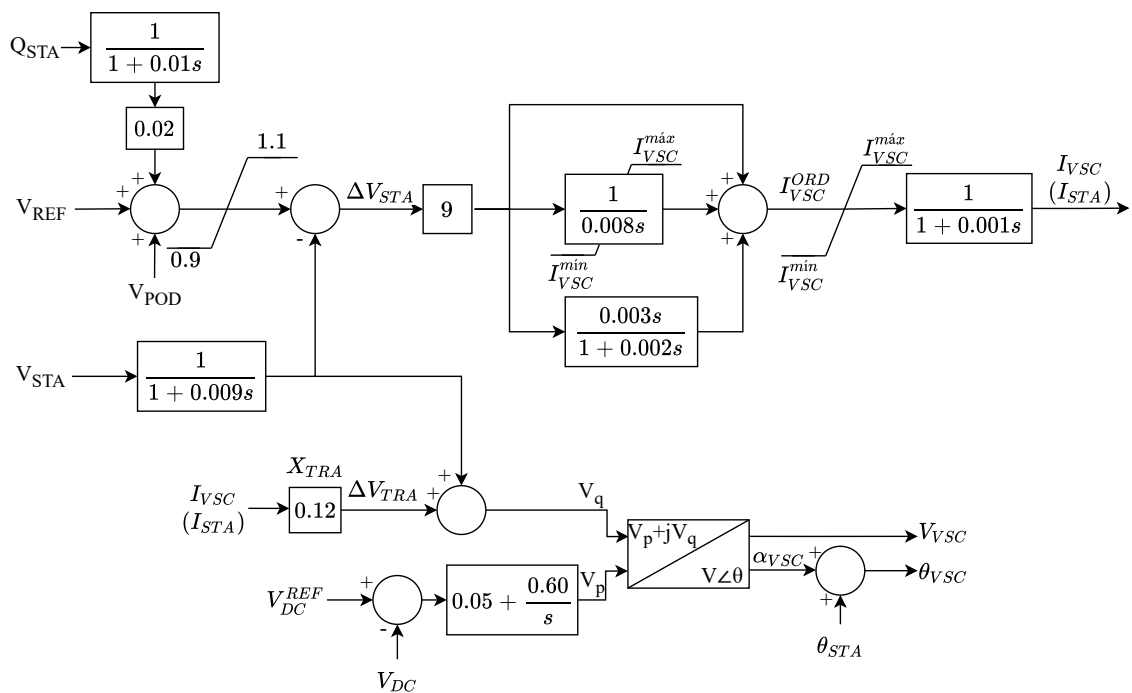 Q_STA
1
1 + 0.01s
0.02
+
+
V_REF
+
V_POD
1.1
0.9
+
-
ΔV_STA
9
I_VSC^máx
1
0.008s
I_VSC^mín
0.003s
1 + 0.002s
+
+
+
I_VSC^ORD
I_VSC^máx
I_VSC^mín
1
1 + 0.001s
I_VSC
(I_STA)
V_STA
1
1 + 0.009s
X_TRA
I_VSC
(I_STA)
0.12
ΔV_TRA
+
+
V_q
V_p+jV_q
V∠θ
V_VSC
α_VSC
+
+
θ_VSC
θ_STA
V_DC^REF
+
-
V_DC
0.05 + 0.60
s
V_p